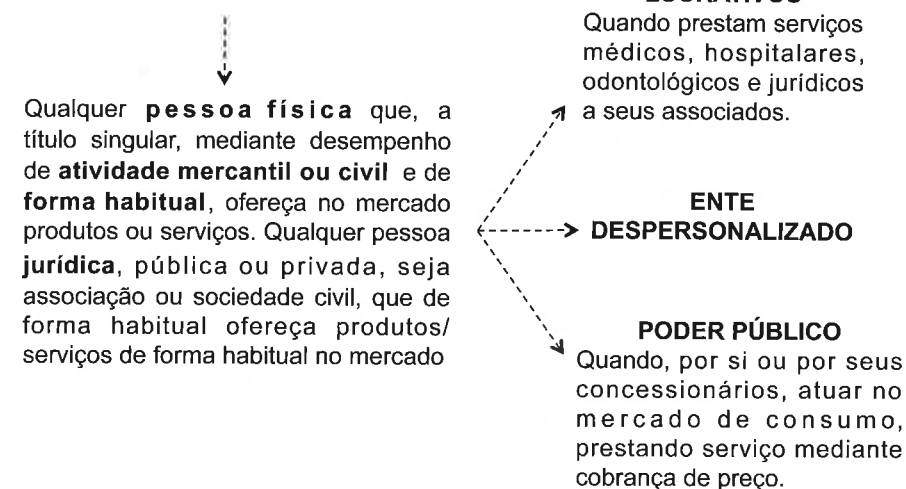 Quando prestam serviços
médicos, hospitalares,
odontológicos e jurídicos
a seus associados.
Qualquer pessoa física que, a
título singular, mediante desempenho
de atividade mercantil ou civil e de
forma habitual, ofereça no mercado
produtos ou serviços. Qualquer pessoa
jurídica, pública ou privada, seja
associação ou sociedade civil, que de
forma habitual ofereça produtos/
serviços de forma habitual no mercado
ENTE
DESPERSONALIZADO
PODER PÚBLICO
Quando, por si ou por seus
concessionários, atuar no
mercado de consumo,
prestando serviço mediante
cobrança de preço.